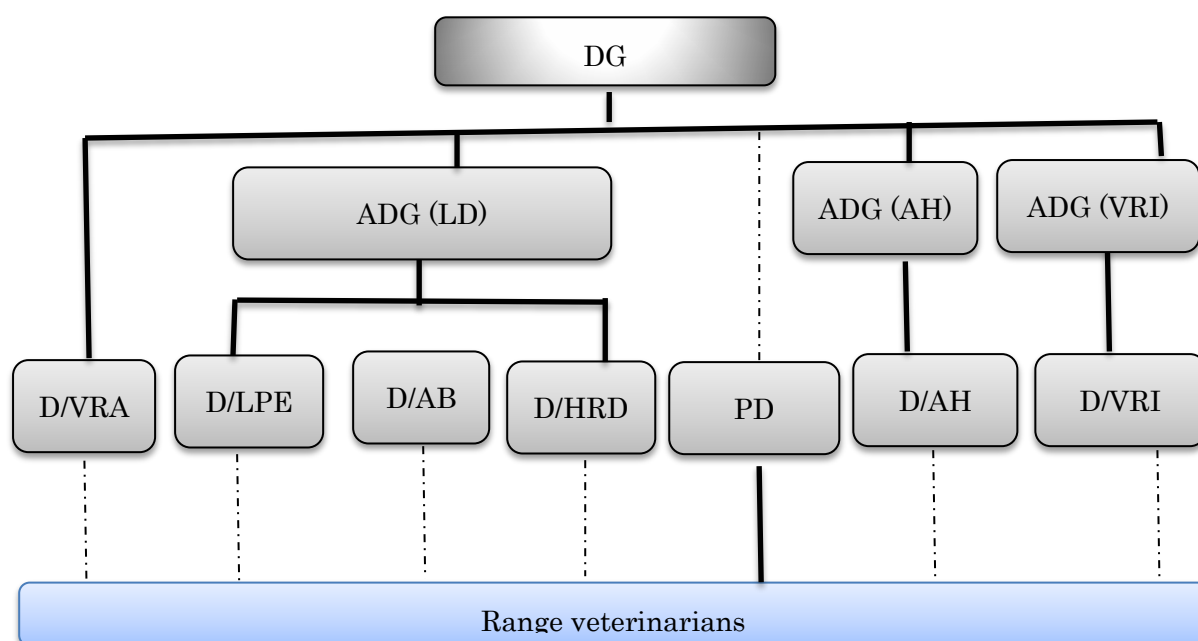 DG
ADG (LD)
ADG (AH)
ADG (VRI)
D/VRA
D/LPE
D/AB
D/HRD
PD
D/AH
D/VRI
Range veterinarians